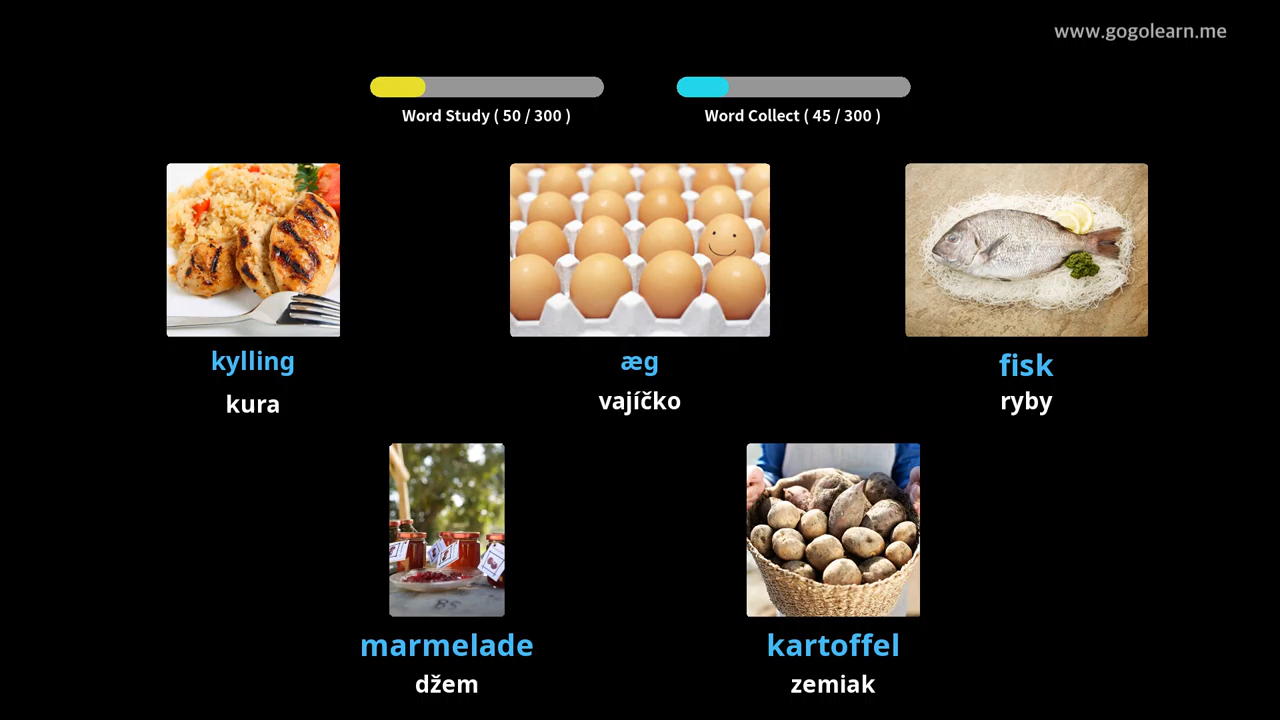 www.gogolearn.me
Word Study ( 50 / 300 )
Word Collect ( 45 / 300 )
kylling
æg
fisk
kura
vajíčko
ryby
marmelade
kartoffel
džem
zemiak